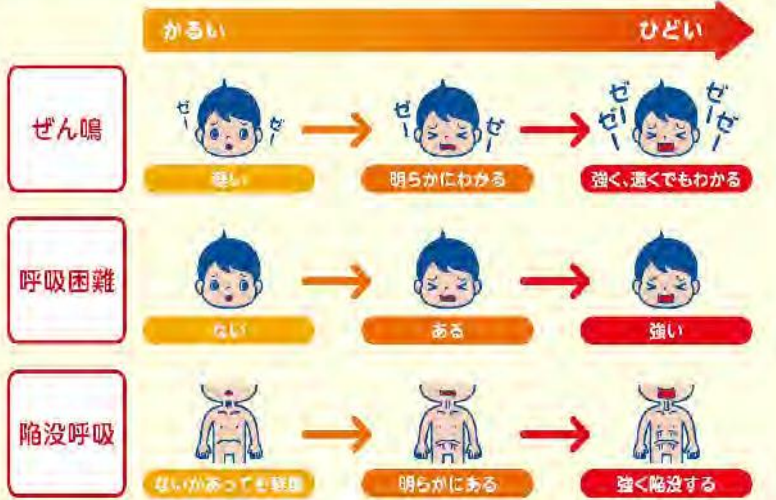 かるい ひどい
ぜん鳴
ゼー ゼー
ゼー ゼー
ゼー ゼー ゼー ゼー
軽い 明らかにわかる 強く、遠くでもわかる
呼吸困難
ない ある 強い
陥没呼吸
ないかあっても軽度 明らかにある 強く陥没する